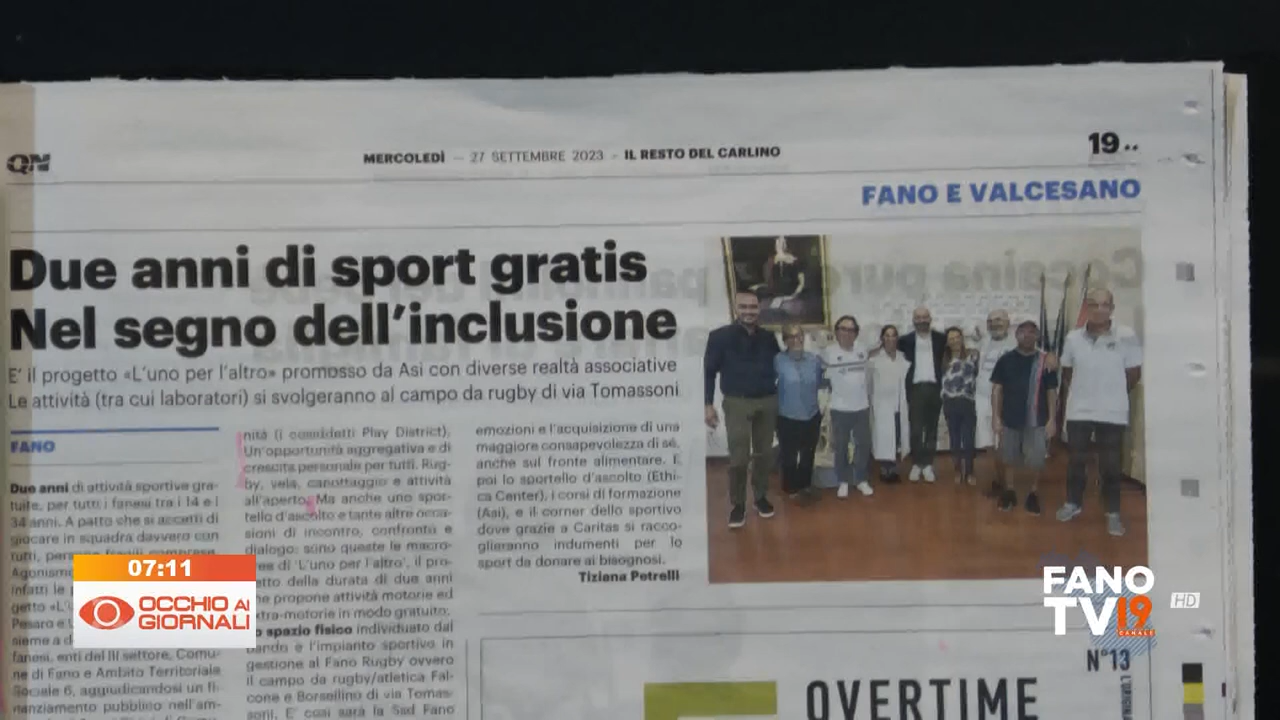 QN
MERCOLEDÌ — 27 SETTEMBRE 2023 – IL RESTO DEL CARLINO
19..
FANO E VALCESANO
Due anni di sport gratis
Nel segno dell'inclusione
E' il progetto «L'uno per l'altro» promosso da Asi con diverse realtà associative
Le attività (tra cui laboratori) si svolgeranno al campo da rugby di via Tomassoni
FANO
Due anni di attività sportive gra-
tuite, per tutti i fanesi tra i 14 e i
34 anni. A patto che si accetti di
giocare in squadra davvero con
tutti,
Agonism
infatti le
getto «L'
Pesaro e
sieme a d
fanesi, enti del III settore, Comu-
ne di Fano e Ambito Territoriale
Sociale 6, aggiudicandosi un fi-
nanziamento pubblico nell'am-
nità (i cosiddetti Play District).
Un'opportunità aggregativa e di
crescita personale per tutti. Rug-
by, vela, canottaggio e attività
all'aperto. Ma anche uno spor-
tello d'ascolto e tante altre occa-
sioni di incontro, confronto e
dialogo: sono queste le macro-
ree di 'L'uno per l'altro', il pro-
etto della durata di due anni
he propone attività motorie ed
xtra-motorie in modo gratuito.
o spazio fisico individuato dal
bando è l'impianto sportivo in
gestione al Fano Rugby ovvero
il campo da rugby/atletica Fal-
cone e Borsellino di via Tomas-
soni. E' così sarà la Ssd Fano
emozioni e l'acquisizione di una
maggiore consapevolezza di sé,
anche sul fronte alimentare. E
poi lo sportello d'ascolto (Ethi-
ca Center), i corsi di formazione
(Asi), e il corner dello sportivo
dove grazie a Caritas si racco-
glieranno indumenti per lo
sport da donare ai bisognosi.
Tiziana Petrelli
07:11
OCCHIO AI
GIORNALI
FANO
TV19
CANALE
HD
N°13
OVERTIME